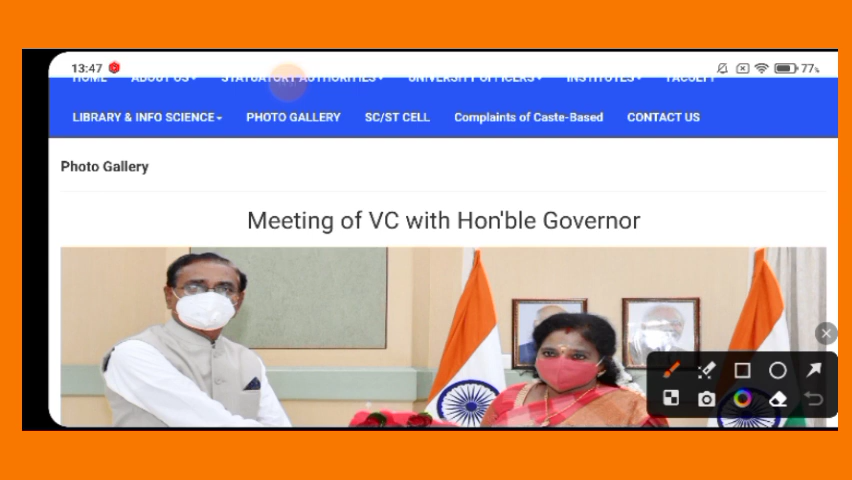 13:47
77%
HOME ABOUT US STATUATORY AUTHORITIES UNIVERSITY OFFICERS INSTITUTES FACULTY
LIBRARY & INFO SCIENCE PHOTO GALLERY SC/ST CELL Complaints of Caste-Based CONTACT US
Photo Gallery
Meeting of VC with Hon'ble Governor